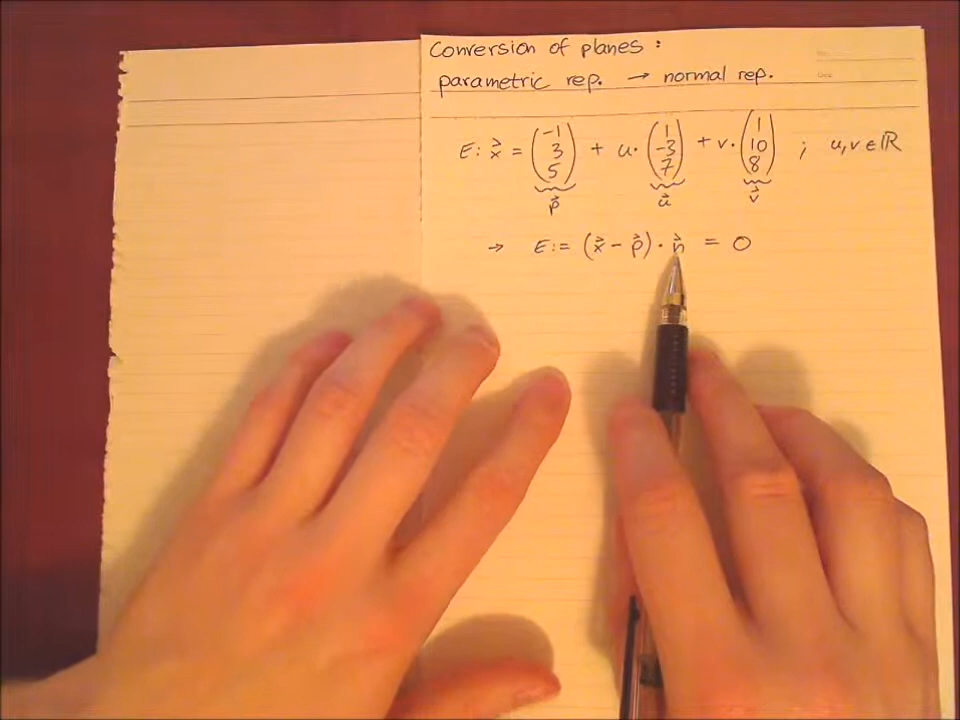 Conversion of planes :
parametric rep. → normal rep.
E: x⃗ = (-1 3 5) + u· (1 -3 7) + v· (1 10 8) ; u,v ∈ ℝ
p⃗ u⃗ v⃗
→ E:= (x⃗ - p⃗) · n⃗ = 0